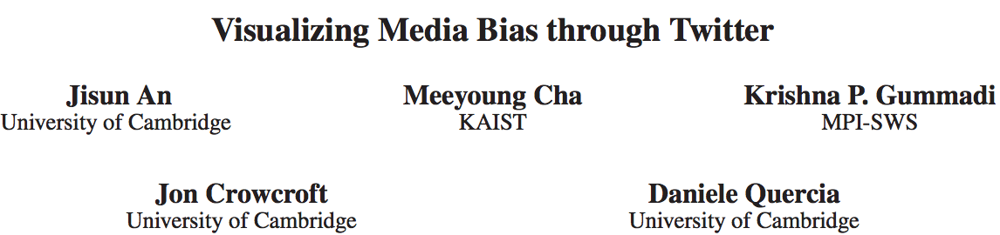 Visualizing Media Bias through Twitter
Jisun An Meeyoung Cha Krishna P. Gummadi
University of Cambridge KAIST MPI-SWS
Jon Crowcroft Daniele Quercia
University of Cambridge University of Cambridge